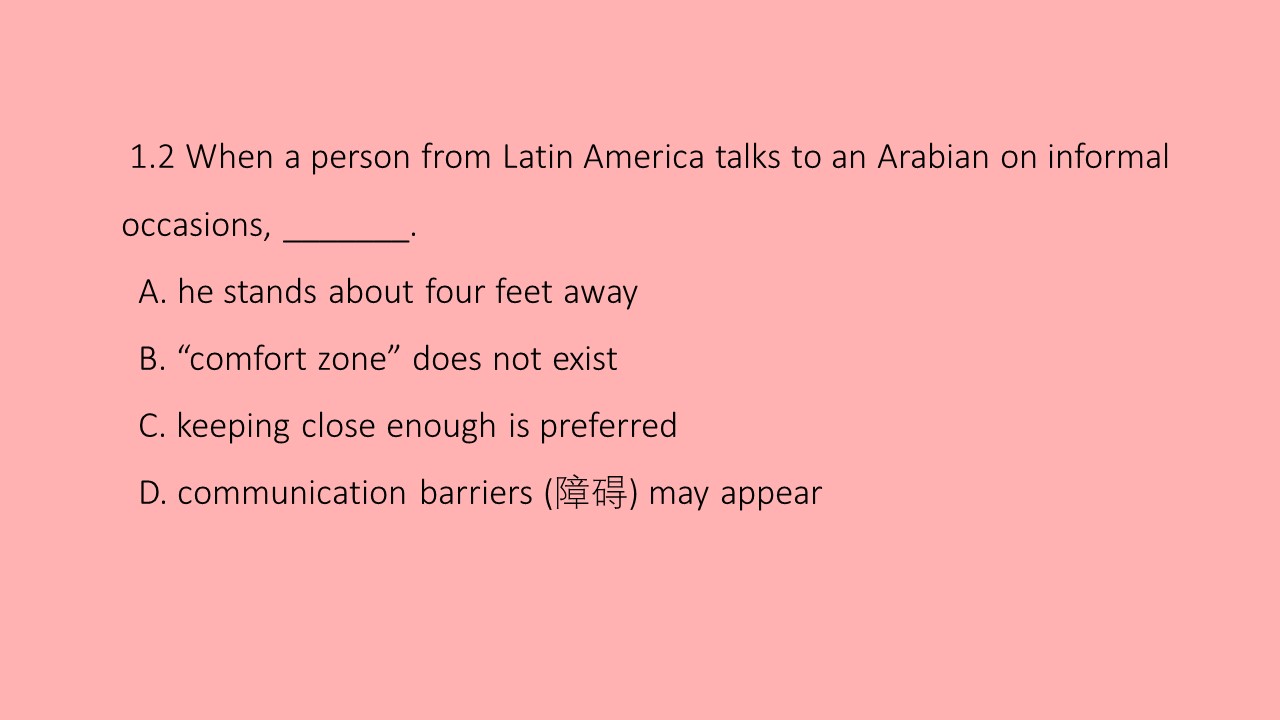 1.2 When a person from Latin America talks to an Arabian on informal
occasions, _______.
A. he stands about four feet away
B. “comfort zone” does not exist
C. keeping close enough is preferred
D. communication barriers (障碍) may appear